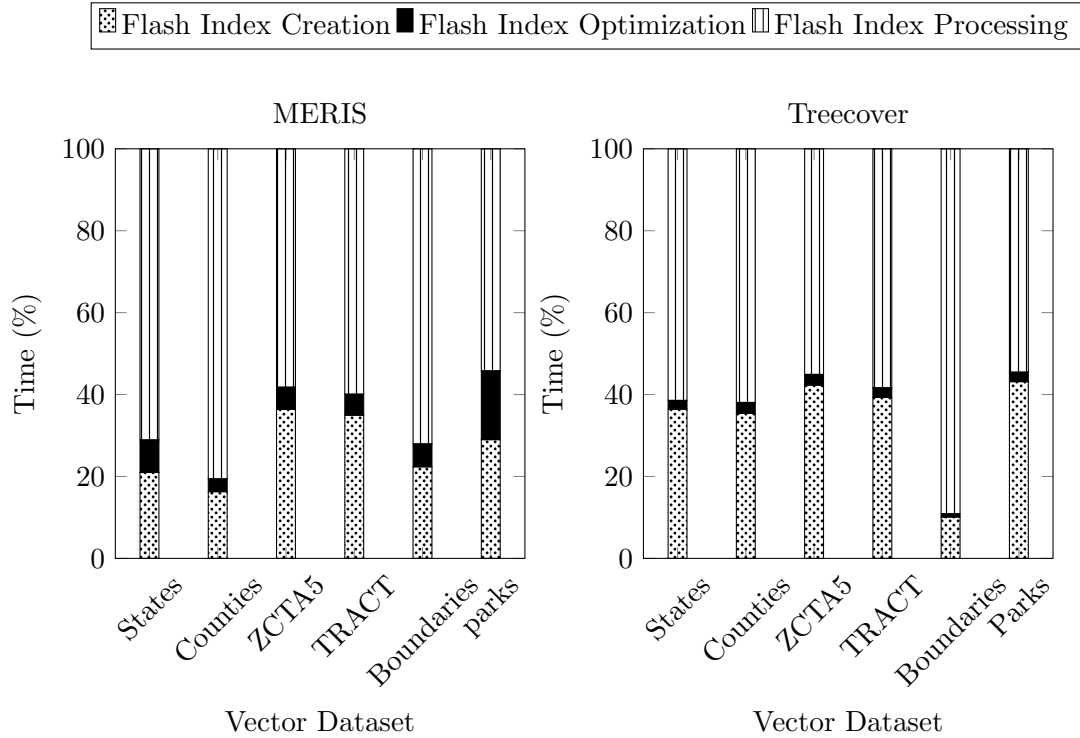 Flash Index Creation Flash Index Optimization Flash Index Processing
MERIS
100
80
60
40
20
0
Time (%)
States
Counties
ZCTA5
TRACT
Boundaries
parks
Vector Dataset
Treecover
100
80
60
40
20
0
Time (%)
States
Counties
ZCTA5
TRACT
Boundaries
Parks
Vector Dataset